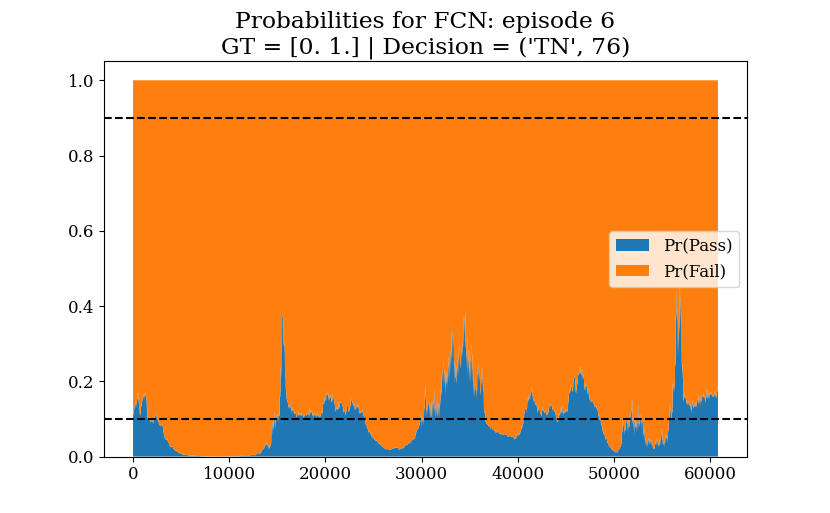 Probabilities for FCN: episode 6
GT = [0. 1.] | Decision = ('TN', 76)
1.0
0.8
0.6
0.4
0.2
0.0
Pr(Pass)
Pr(Fail)
0 10000 20000 30000 40000 50000 60000